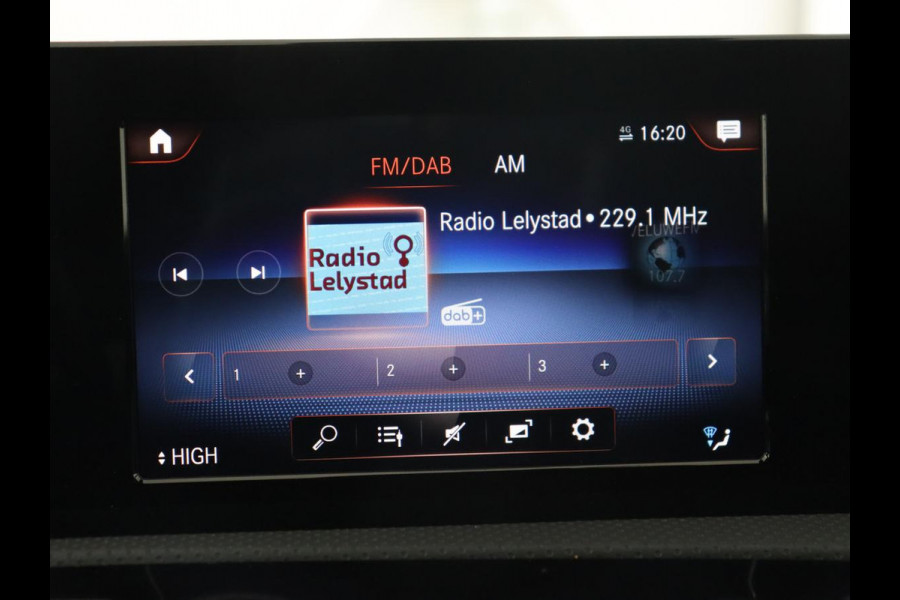 4G 16:20
FM/DAB AM
Radio Lelystad • 229.1 MHz
VELUWEFM
107.7
Radio
Lelystad
dab+
1 + 2 + 3 +
HIGH